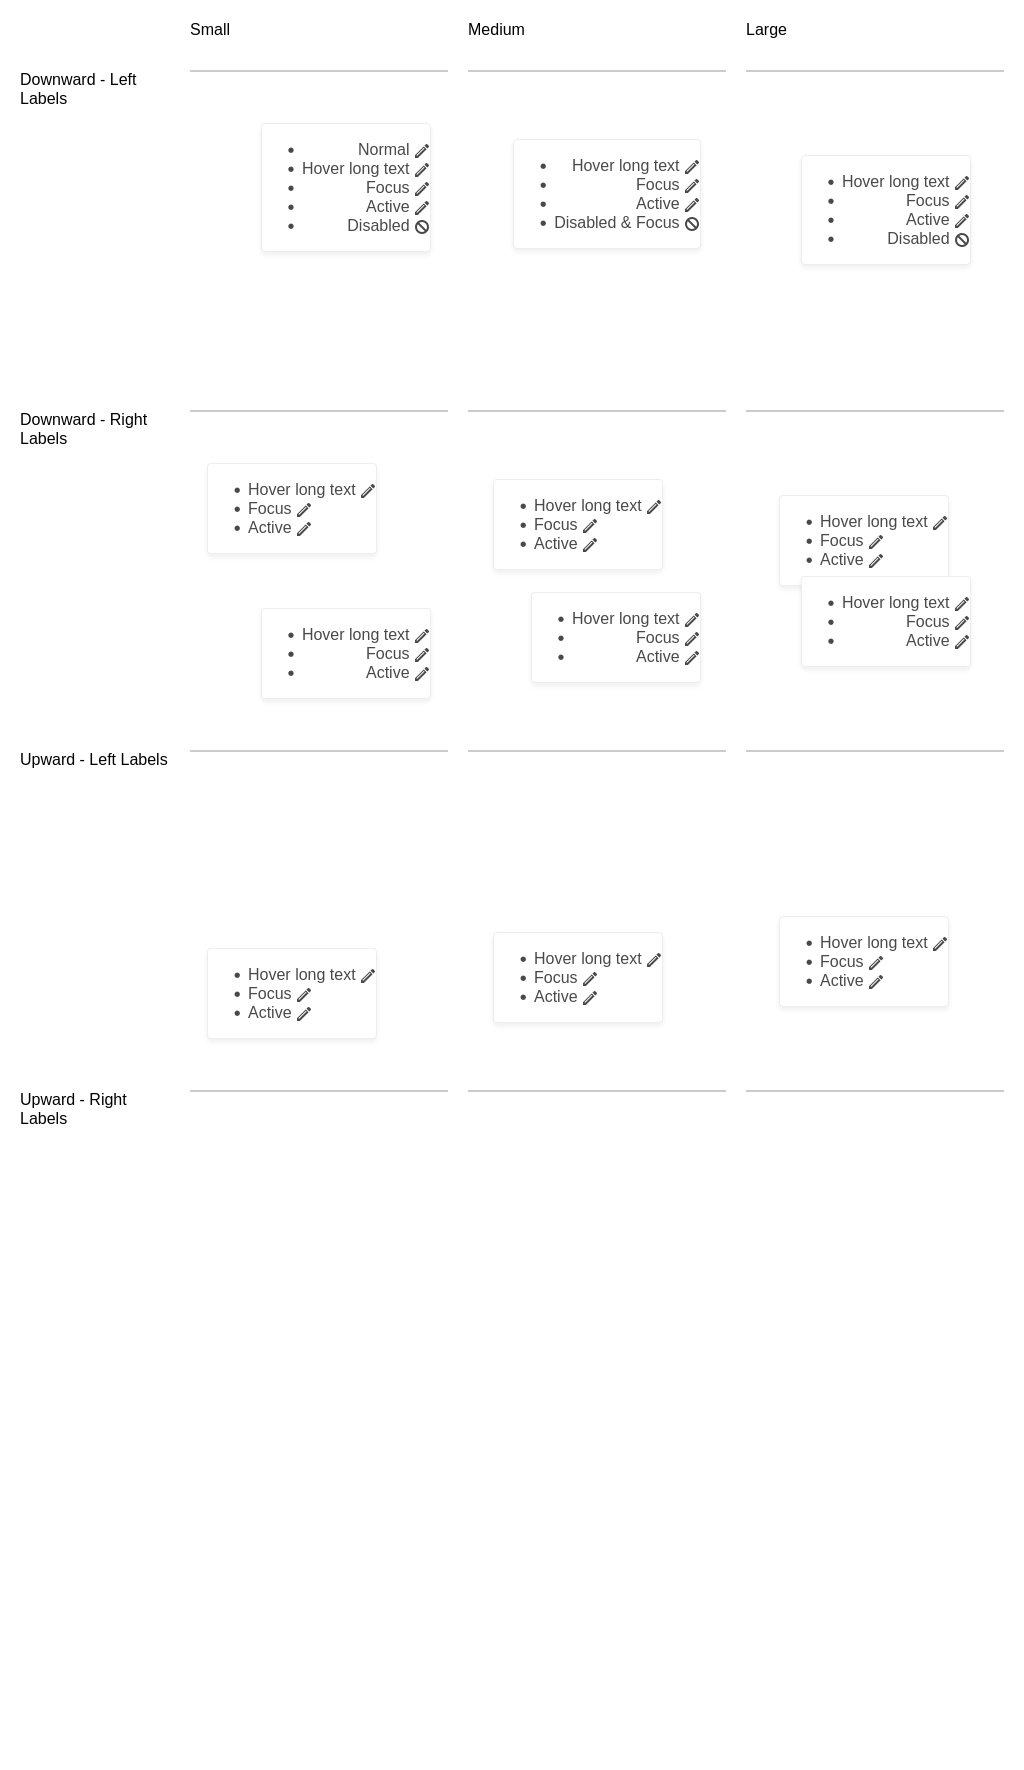 Small
Medium
Large
Downward - Left
Labels
Normal
Hover long text
Focus
Active
Disabled
Hover long text
Focus
Active
Disabled & Focus
Hover long text
Focus
Active
Disabled
Downward - Right
Labels
Hover long text
Focus
Active
Hover long text
Focus
Active
Hover long text
Focus
Active
Hover long text
Focus
Active
Hover long text
Focus
Active
Hover long text
Focus
Active
Upward - Left Labels
Hover long text
Focus
Active
Hover long text
Focus
Active
Hover long text
Focus
Active
Upward - Right
Labels